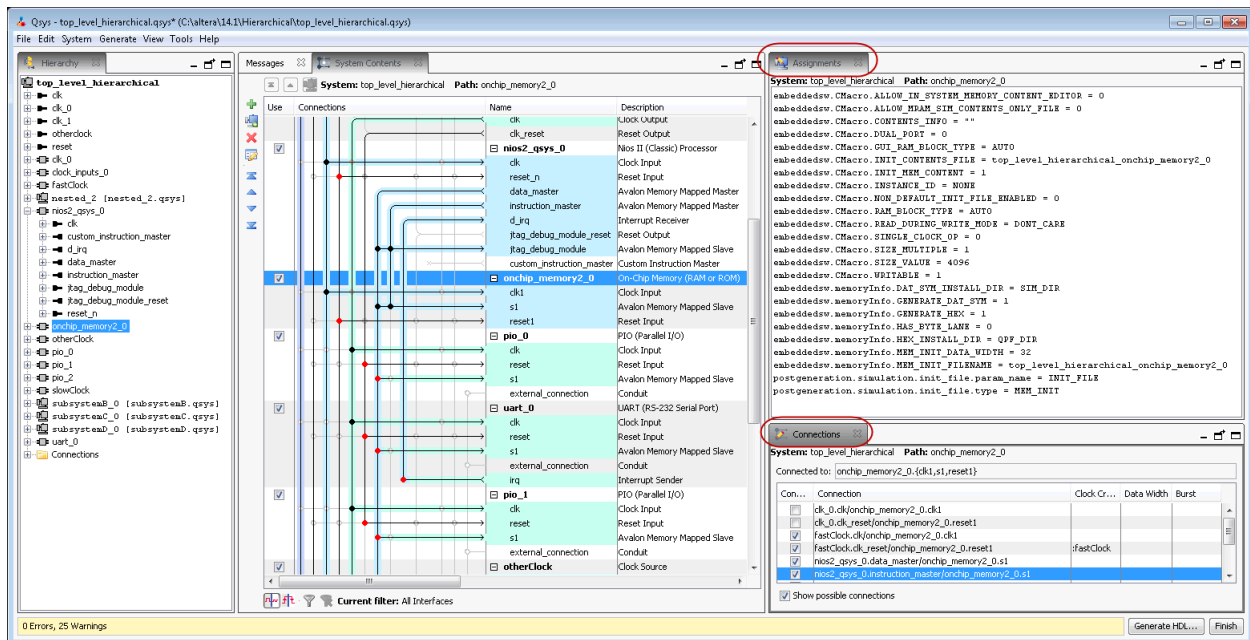 Qsys - top_level_hierarchical.qsys* (C:\altera\14.1\Hierarchical\top_level_hierarchical.qsys)
File Edit System Generate View Tools Help
Hierarchy
top_level_hierarchical
clk
clk_0
clk_1
otherclock
reset
clk_0
clock_inputs_0
fastClock
nested_2 [nested_2.qsys]
nios2_qsys_0
clk
custom_instruction_master
d_irq
data_master
instruction_master
jtag_debug_module
jtag_debug_module_reset
reset_n
onchip_memory2_0
otherClock
pio_0
pio_1
pio_2
slowClock
subsystemB_0 [subsystemB.qsys]
subsystemC_0 [subsystemC.qsys]
subsystemD_0 [subsystemD.qsys]
uart_0
Connections
Messages System Contents
System: top_level_hierarchical Path: onchip_memory2_0
Use Connections Name Description
clk Clock Output
clk_reset Reset Output
nios2_qsys_0 Nios II (Classic) Processor
clk Clock Input
reset_n Reset Input
data_master Avalon Memory Mapped Master
instruction_master Avalon Memory Mapped Master
d_irq Interrupt Receiver
jtag_debug_module_reset Reset Output
jtag_debug_module Avalon Memory Mapped Slave
custom_instruction_master Custom Instruction Master
onchip_memory2_0 On-Chip Memory (RAM or ROM)
clk1 Clock Input
s1 Avalon Memory Mapped Slave
reset1 Reset Input
pio_0 PIO (Parallel I/O)
clk Clock Input
reset Reset Input
s1 Avalon Memory Mapped Slave
external_connection Conduit
uart_0 UART (RS-232 Serial Port)
clk Clock Input
reset Reset Input
s1 Avalon Memory Mapped Slave
external_connection Conduit
irq Interrupt Sender
pio_1 PIO (Parallel I/O)
clk Clock Input
reset Reset Input
s1 Avalon Memory Mapped Slave
external_connection Conduit
otherClock Clock Source
Current filter: All Interfaces
Assignments
System: top_level_hierarchical Path: onchip_memory2_0
embeddedsw.CMacro.ALLOW_IN_SYSTEM_MEMORY_CONTENT_EDITOR = 0
embeddedsw.CMacro.ALLOW_MRAM_SIM_CONTENTS_ONLY_FILE = 0
embeddedsw.CMacro.CONTENTS_INFO = ""
embeddedsw.CMacro.DUAL_PORT = 0
embeddedsw.CMacro.GUI_RAM_BLOCK_TYPE = AUTO
embeddedsw.CMacro.INIT_CONTENTS_FILE = top_level_hierarchical_onchip_memory2_0
embeddedsw.CMacro.INIT_MEM_CONTENT = 1
embeddedsw.CMacro.INSTANCE_ID = NONE
embeddedsw.CMacro.NON_DEFAULT_INIT_FILE_ENABLED = 0
embeddedsw.CMacro.RAM_BLOCK_TYPE = AUTO
embeddedsw.CMacro.READ_DURING_WRITE_MODE = DONT_CARE
embeddedsw.CMacro.SINGLE_CLOCK_OP = 0
embeddedsw.CMacro.SIZE_MULTIPLE = 1
embeddedsw.CMacro.SIZE_VALUE = 4096
embeddedsw.CMacro.WRITABLE = 1
embeddedsw.memoryInfo.DAT_SYM_INSTALL_DIR = SIM_DIR
embeddedsw.memoryInfo.GENERATE_DAT_SYM = 1
embeddedsw.memoryInfo.GENERATE_HEX = 1
embeddedsw.memoryInfo.HAS_BYTE_LANE = 0
embeddedsw.memoryInfo.HEX_INSTALL_DIR = QPF_DIR
embeddedsw.memoryInfo.MEM_INIT_DATA_WIDTH = 32
embeddedsw.memoryInfo.MEM_INIT_FILENAME = top_level_hierarchical_onchip_memory2_0
postgeneration.simulation.init_file.param_name = INIT_FILE
postgeneration.simulation.init_file.type = MEM_INIT
Connections
System: top_level_hierarchical Path: onchip_memory2_0
Connected to: onchip_memory2_0.{clk1,s1,reset1}
Con... Connection Clock Cr... Data Width Burst
clk_0.clk/onchip_memory2_0.clk1
clk_0.clk_reset/onchip_memory2_0.reset1
fastClock.clk/onchip_memory2_0.clk1
fastClock.clk_reset/onchip_memory2_0.reset1 :fastClock
nios2_qsys_0.data_master/onchip_memory2_0.s1
nios2_qsys_0.instruction_master/onchip_memory2_0.s1
Show possible connections
0 Errors, 25 Warnings
Generate HDL... Finish